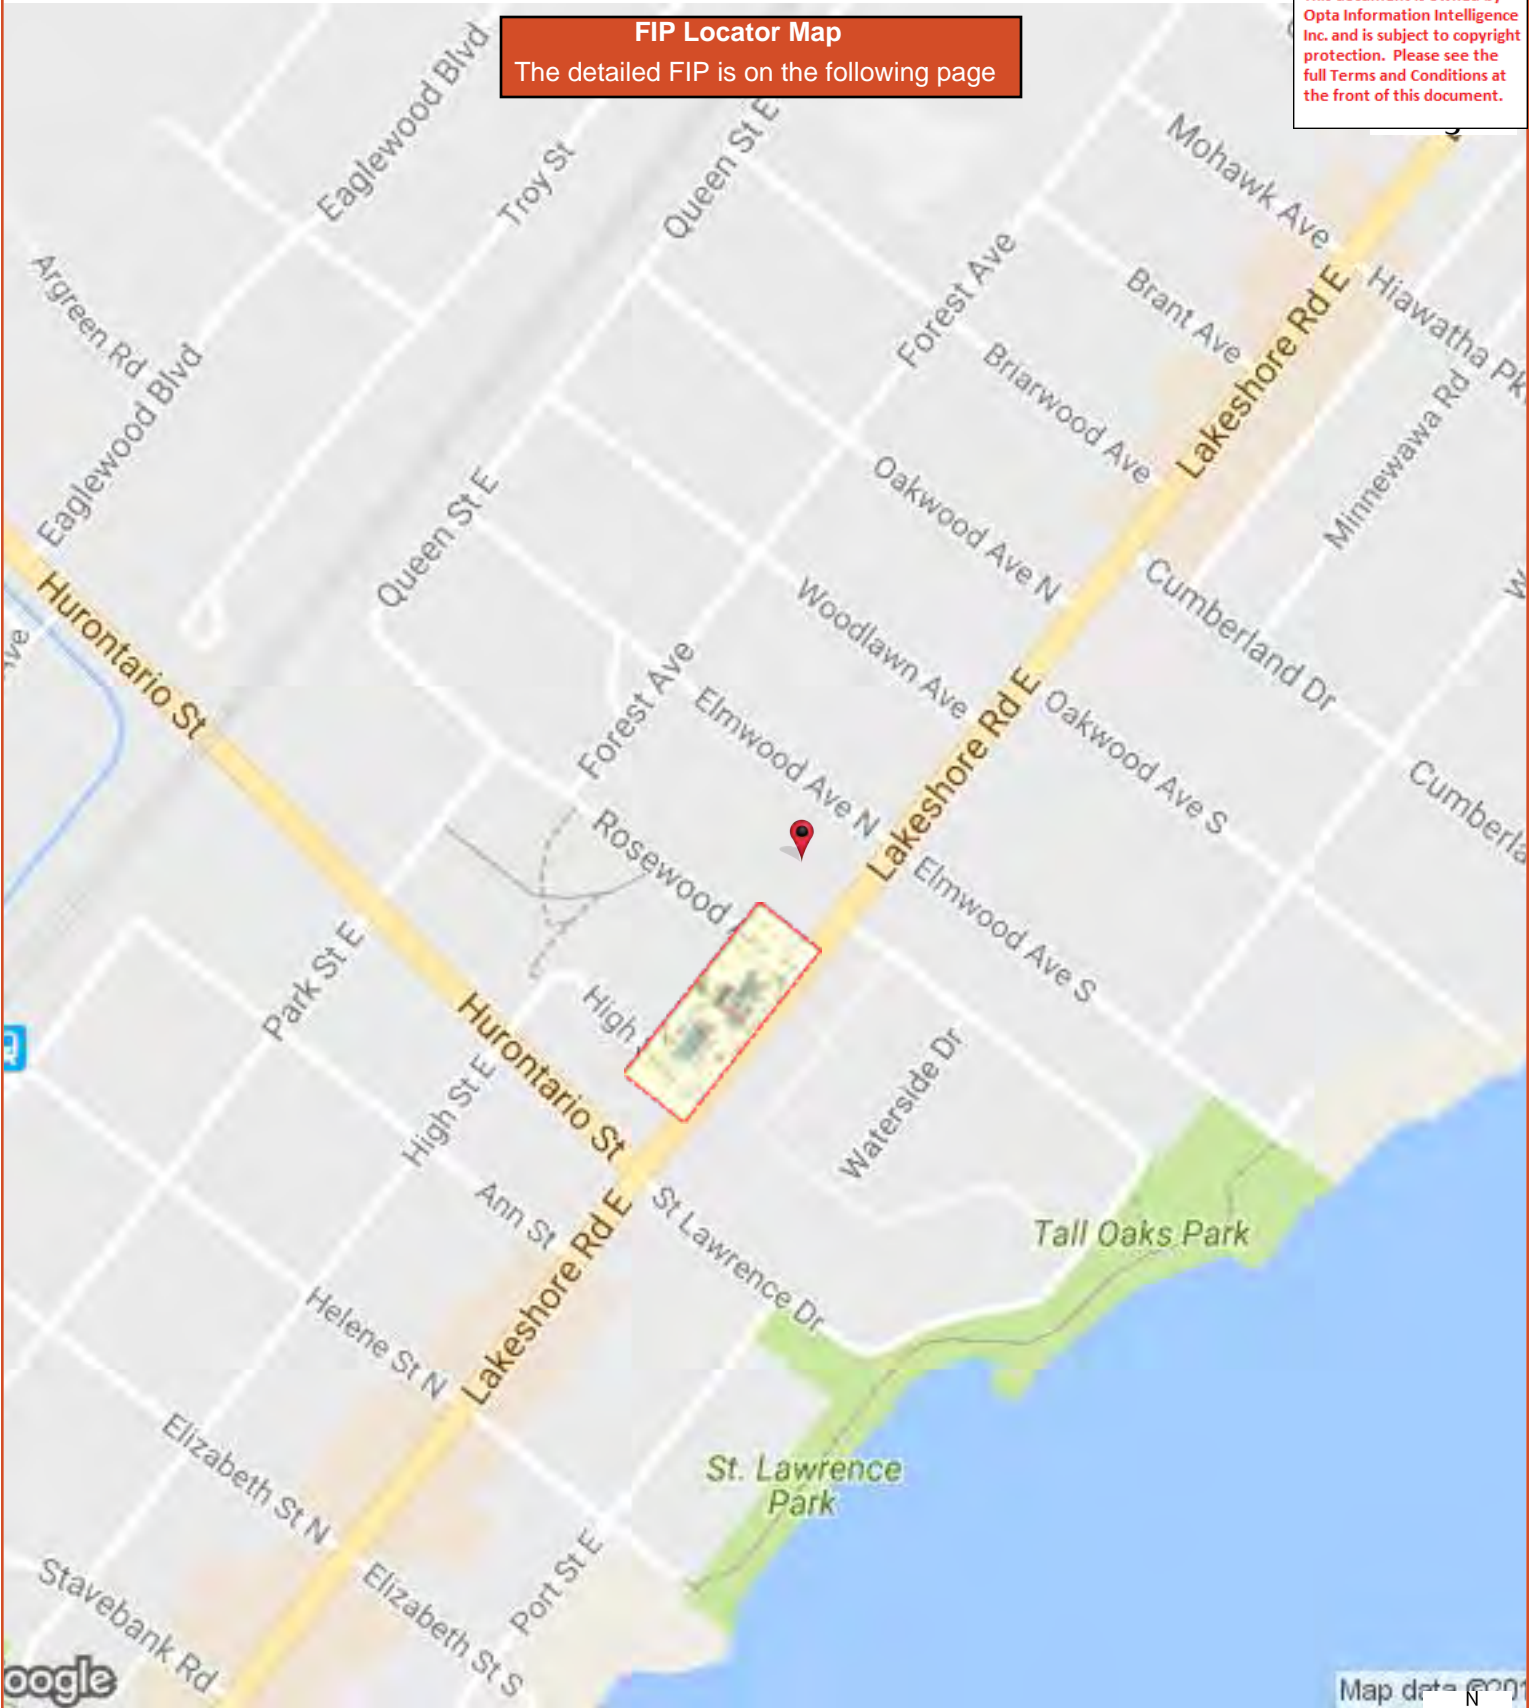 FIP Locator Map
The detailed FIP is on the following page
Opta Information Intelligence
Inc. and is subject to copyright
protection. Please see the
full Terms and Conditions at
the front of this document.
Eaglewood Blvd
Troy St
Queen St E
Mohawk Ave
Argreen Rd
Forest Ave
Brant Ave
Lakeshore Rd E
Hiawatha
Eaglewood Blvd
Briarwood Ave
Minnewawa Rd
Queen St E
Oakwood Ave N
Hurontario St
Woodlawn Ave
Cumberland Dr
Ave
Forest Ave
Elmwood Ave N
Lakeshore Rd E
Oakwood Ave S
Rosewood
Elmwood Ave S
Park St E
High
Hurontario St
High St E
Waterside Dr
Ann St
St Lawrence Dr
Tall Oaks Park
Lakeshore Rd E
Helene St N
Elizabeth St N
St. Lawrence
Park
Port St E
Stavebank Rd
Elizabeth St S
oogle
Map data ©201
N